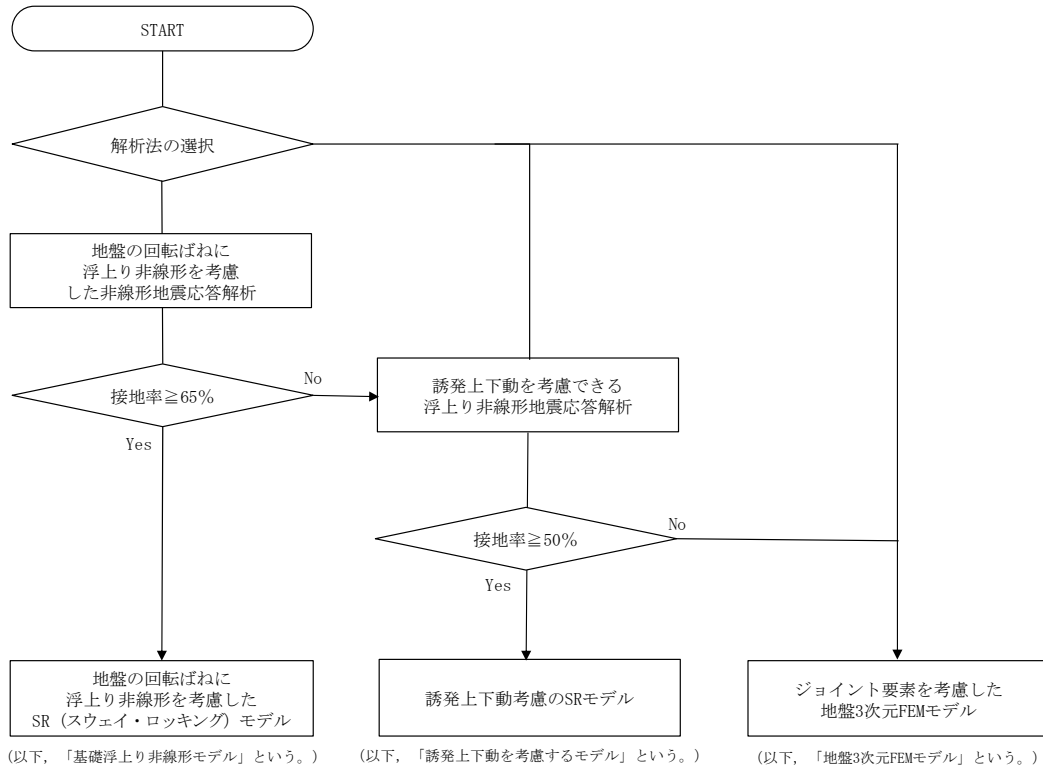 START
解析法の選択
地盤の回転ばねに
浮上り非線形を考慮
した非線形地震応答解析
接地率≧65%
No
Yes
誘発上下動を考慮できる
浮上り非線形地震応答解析
接地率≧50%
No
Yes
地盤の回転ばねに
浮上り非線形を考慮した
SR（スウェイ・ロッキング）モデル
誘発上下動考慮のSRモデル
ジョイント要素を考慮した
地盤3次元FEMモデル
(以下，「基礎浮上り非線形モデル」という。)
(以下，「誘発上下動を考慮するモデル」という。)
(以下，「地盤3次元FEMモデル」という。)